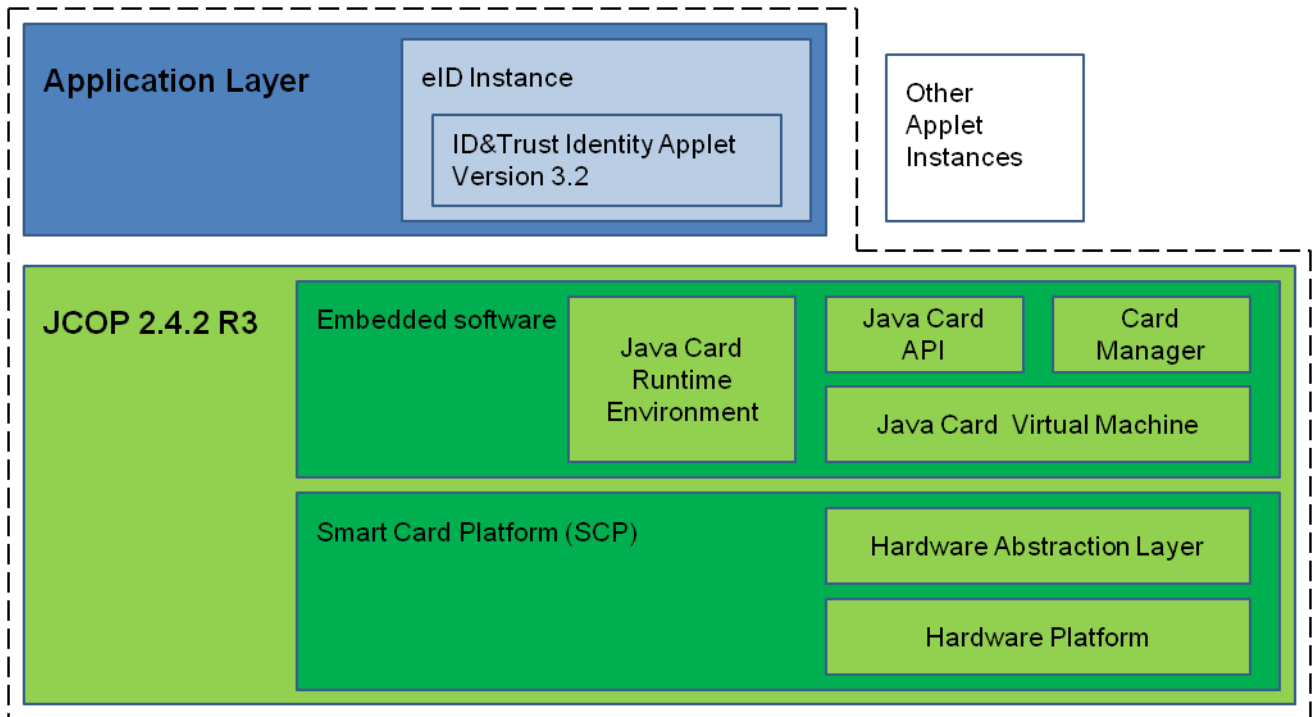 Application Layer
eID Instance
ID&Trust Identity Applet
Version 3.2
Other
Applet
Instances
JCOP 2.4.2 R3
Embedded software
Java Card
Runtime
Environment
Java Card
API
Card
Manager
Java Card  Virtual Machine
Smart Card Platform (SCP)
Hardware Abstraction Layer
Hardware Platform